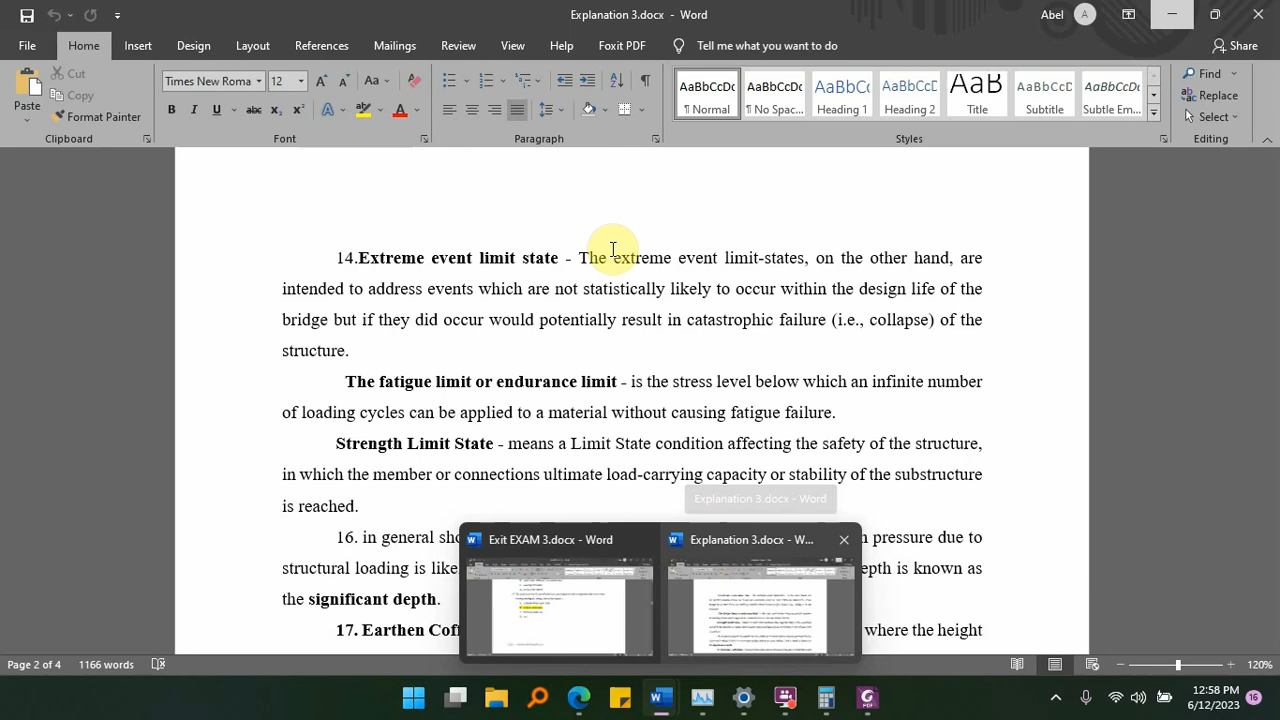 Explanation 3.docx - Word
Abel
A
File
Home
Insert
Design
Layout
References
Mailings
Review
View
Help
Foxit PDF
Tell me what you want to do
Share
Paste
Cut
Copy
Format Painter
Clipboard
Times New Roma
12
Font
Paragraph
AaBbCcDc
¶ Normal
AaBbCcDc
¶ No Spac...
AaBbCc
Heading 1
AaBbCcD
Heading 2
AaB
Title
AaBbCcD
Subtitle
AaBbCcD
Subtle Em...
Styles
Find
Replace
Select
Editing
14.Extreme event limit state - The extreme event limit-states, on the other hand, are
intended to address events which are not statistically likely to occur within the design life of the
bridge but if they did occur would potentially result in catastrophic failure (i.e., collapse) of the
structure.
The fatigue limit or endurance limit - is the stress level below which an infinite number
of loading cycles can be applied to a material without causing fatigue failure.
Strength Limit State - means a Limit State condition affecting the safety of the structure,
in which the member or connections ultimate load-carrying capacity or stability of the substructure
is reached.
Explanation 3.docx - Word
Exit EXAM 3.docx - Word
Explanation 3.docx - W...
16. in general sho
pressure due to
structural loading is like
epth is known as
the significant depth.
17. Earthen Coff
where the height
Page 2 of 4
1166 words
120%
12:58 PM
6/12/2023
16